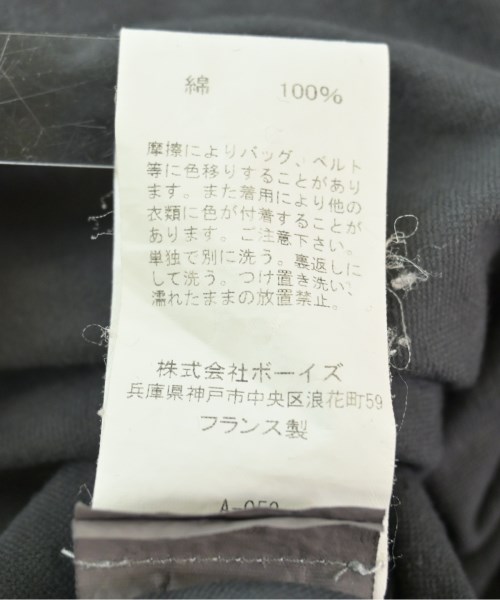 綿 100%
摩擦によりバッグ、ベルト
等に色移りすることがあり
ます。また着用により他の
衣類に色が付着することが
あります。ご注意下さい。
単独で別に洗う。裏返しに
して洗う。つけ置き洗い、
濡れたままの放置禁止。
株式会社ボーイズ
兵庫県神戸市中央区浪花町59
フランス製